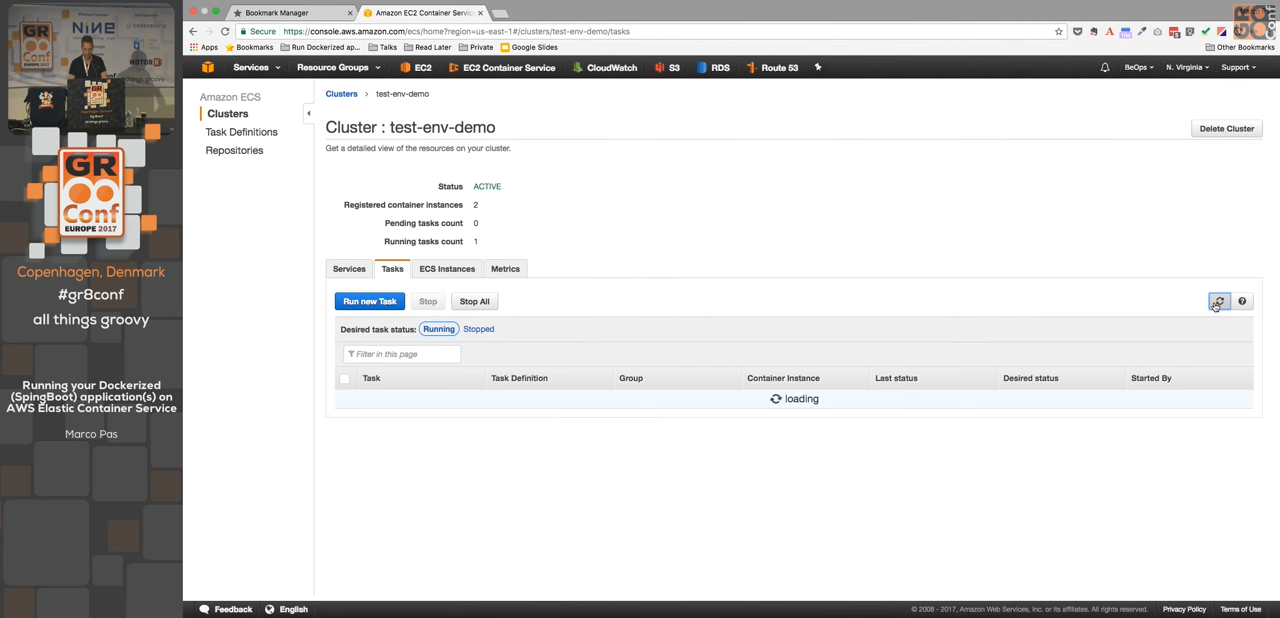 GR
Conf
NINE
MOTORK
things groovy
GR
Conf
EUROPE 2017
Copenhagen, Denmark
#gr8conf
all things groovy
Running your Dockerized
(SpingBoot) application(s) on
AWS Elastic Container Service
Marco Pas
Bookmark Manager
Amazon EC2 Container Servic
Secure https://console.aws.amazon.com/ecs/home?region=us-east-1#/clusters/test-env-demo/tasks
Apps Bookmarks Run Dockerized ap... Talks Read Later Private Google Slides Other Bookmarks
Services Resource Groups EC2 EC2 Container Service CloudWatch S3 RDS Route 53 BeOps N. Virginia Support
Amazon ECS
Clusters
Task Definitions
Repositories
Clusters > test-env-demo
Cluster : test-env-demo
Delete Cluster
Get a detailed view of the resources on your cluster.
Status ACTIVE
Registered container instances 2
Pending tasks count 0
Running tasks count 1
Services Tasks ECS Instances Metrics
Run new Task Stop Stop All
Desired task status: Running Stopped
Filter in this page
Task Task Definition Group Container Instance Last status Desired status Started By
loading
Feedback English
© 2008 - 2017, Amazon Web Services, Inc. or its affiliates. All rights reserved. Privacy Policy Terms of Use